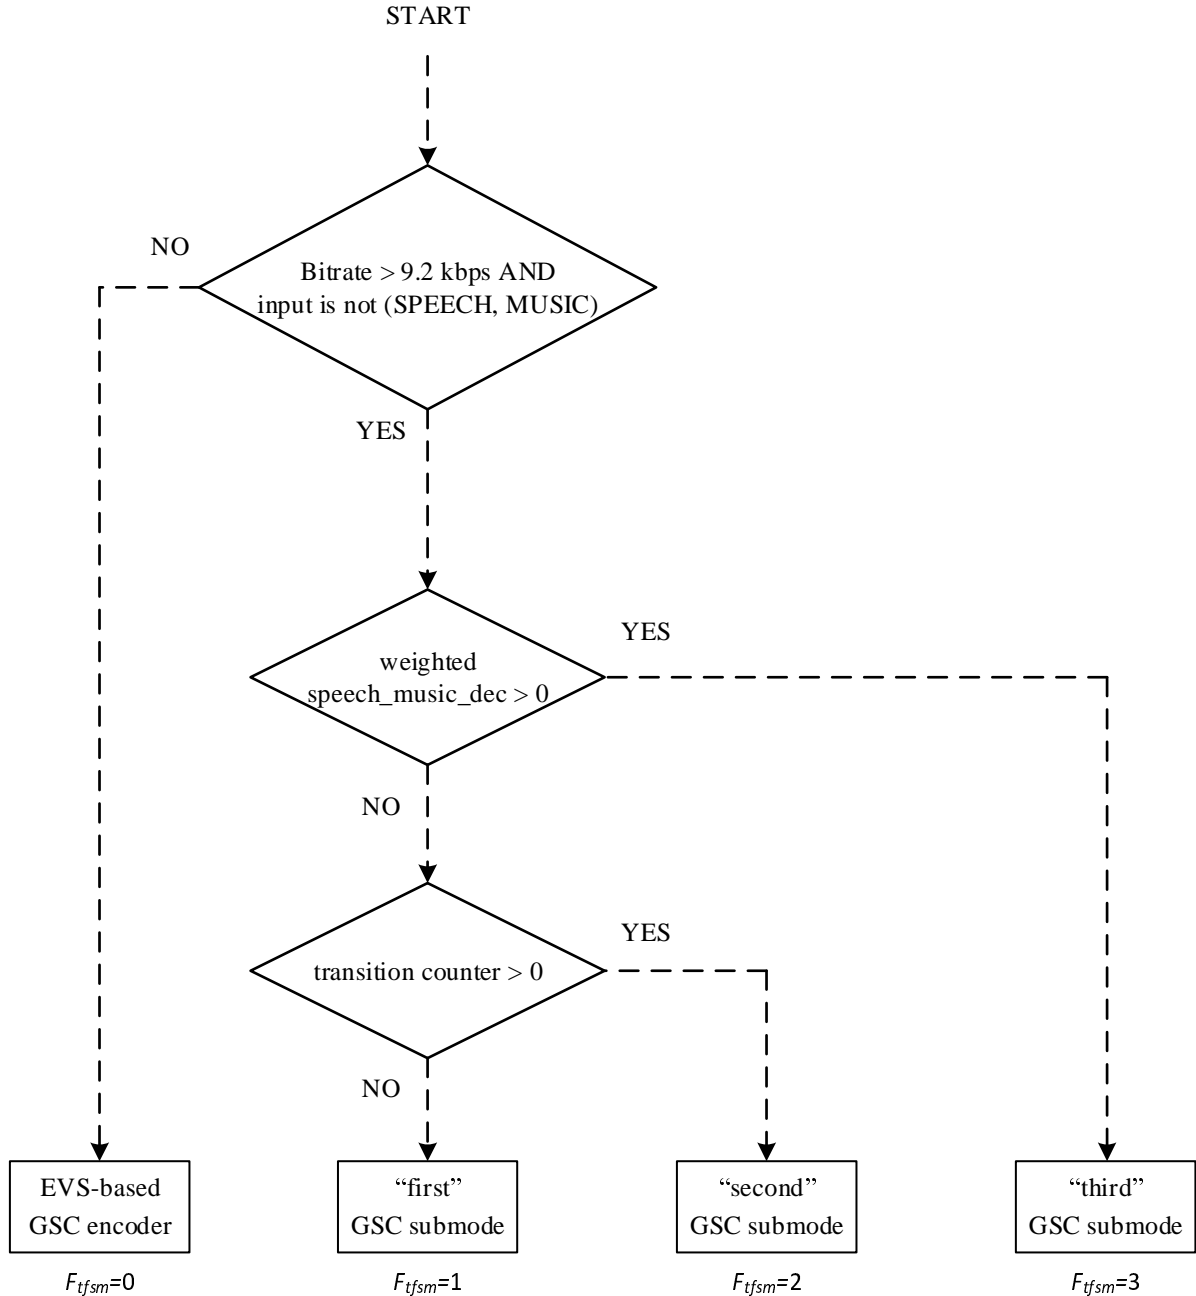 START
NO
Bitrate > 9.2 kbps AND
input is not (SPEECH, MUSIC)
YES
YES
weighted
speech_music_dec > 0
NO
YES
transition counter > 0
NO
EVS-based
GSC encoder
“first”
GSC submode
“second”
GSC submode
“third”
GSC submode
Ftfsm=0
Ftfsm=1
Ftfsm=2
Ftfsm=3